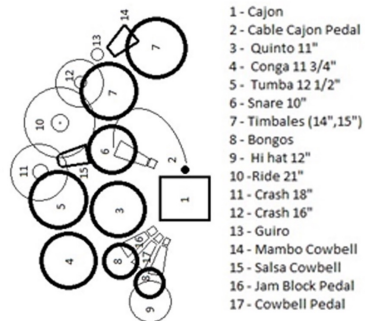 1 - Cajon
2 - Cable Cajon Pedal
3 - Quinto 11"
4 - Conga 11 3/4"
5 - Tumba 12 1/2"
6 - Snare 10"
7 - Timbales (14",15")
8 - Bongos
9 - Hi hat 12"
10 -Ride 21"
11 - Crash 18"
12 - Crash 16"
13 - Guiro
14 - Mambo Cowbell
15 - Salsa Cowbell
16 -Jam Block Pedal
17 - Cowbell Pedal
14
13
7
12
7
10
6
2
11
15
5
3
1
16
17
4
8
8
9